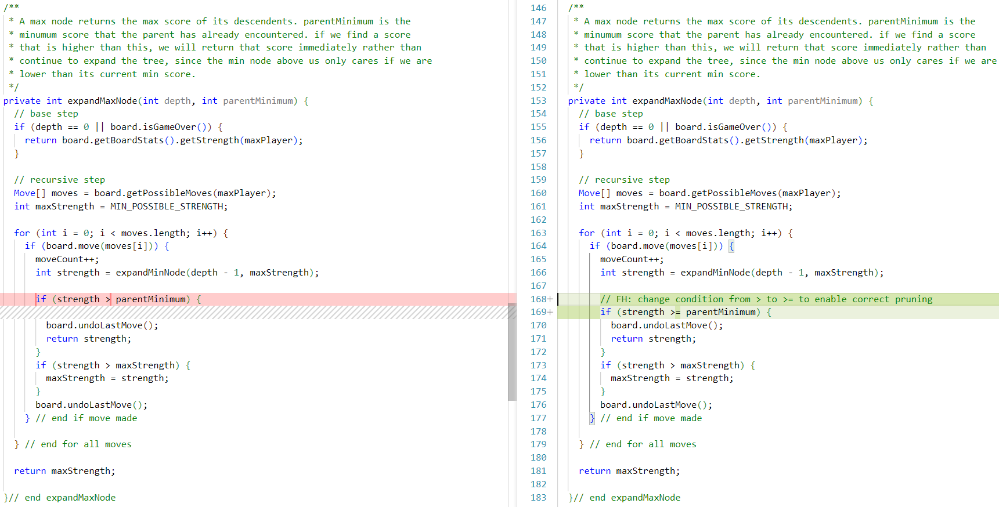 /**
 * A max node returns the max score of its descendents. parentMinimum is the
 * minumum score that the parent has already encountered. if we find a score
 * that is higher than this, we will return that score immediately rather than
 * continue to expand the tree, since the min node above us only cares if we are
 * lower than its current min score.
 */
private int expandMaxNode(int depth, int parentMinimum) {
  // base step
  if (depth == 0 || board.isGameOver()) {
    return board.getBoardStats().getStrength(maxPlayer);
  }
  // recursive step
  Move[] moves = board.getPossibleMoves(maxPlayer);
  int maxStrength = MIN_POSSIBLE_STRENGTH;
  for (int i = 0; i < moves.length; i++) {
    if (board.move(moves[i])) {
      moveCount++;
      int strength = expandMinNode(depth - 1, maxStrength);
      if (strength > parentMinimum) {
        board.undoLastMove();
        return strength;
      }
      if (strength > maxStrength) {
        maxStrength = strength;
      }
      board.undoLastMove();
    } // end if move made
  } // end for all moves
  return maxStrength;
}// end expandMaxNode
146 /**
147  * A max node returns the max score of its descendents. parentMinimum is the
148  * minumum score that the parent has already encountered. if we find a score
149  * that is higher than this, we will return that score immediately rather than
150  * continue to expand the tree, since the min node above us only cares if we are
151  * lower than its current min score.
152  */
153 private int expandMaxNode(int depth, int parentMinimum) {
154   // base step
155   if (depth == 0 || board.isGameOver()) {
156     return board.getBoardStats().getStrength(maxPlayer);
157   }
158
159   // recursive step
160   Move[] moves = board.getPossibleMoves(maxPlayer);
161   int maxStrength = MIN_POSSIBLE_STRENGTH;
162
163   for (int i = 0; i < moves.length; i++) {
164     if (board.move(moves[i])) {
165       moveCount++;
166       int strength = expandMinNode(depth - 1, maxStrength);
167
168+       // FH: change condition from > to >= to enable correct pruning
169+       if (strength >= parentMinimum) {
170         board.undoLastMove();
171         return strength;
172       }
173       if (strength > maxStrength) {
174         maxStrength = strength;
175       }
176       board.undoLastMove();
177     } // end if move made
178
179   } // end for all moves
180
181   return maxStrength;
182
183 }// end expandMaxNode